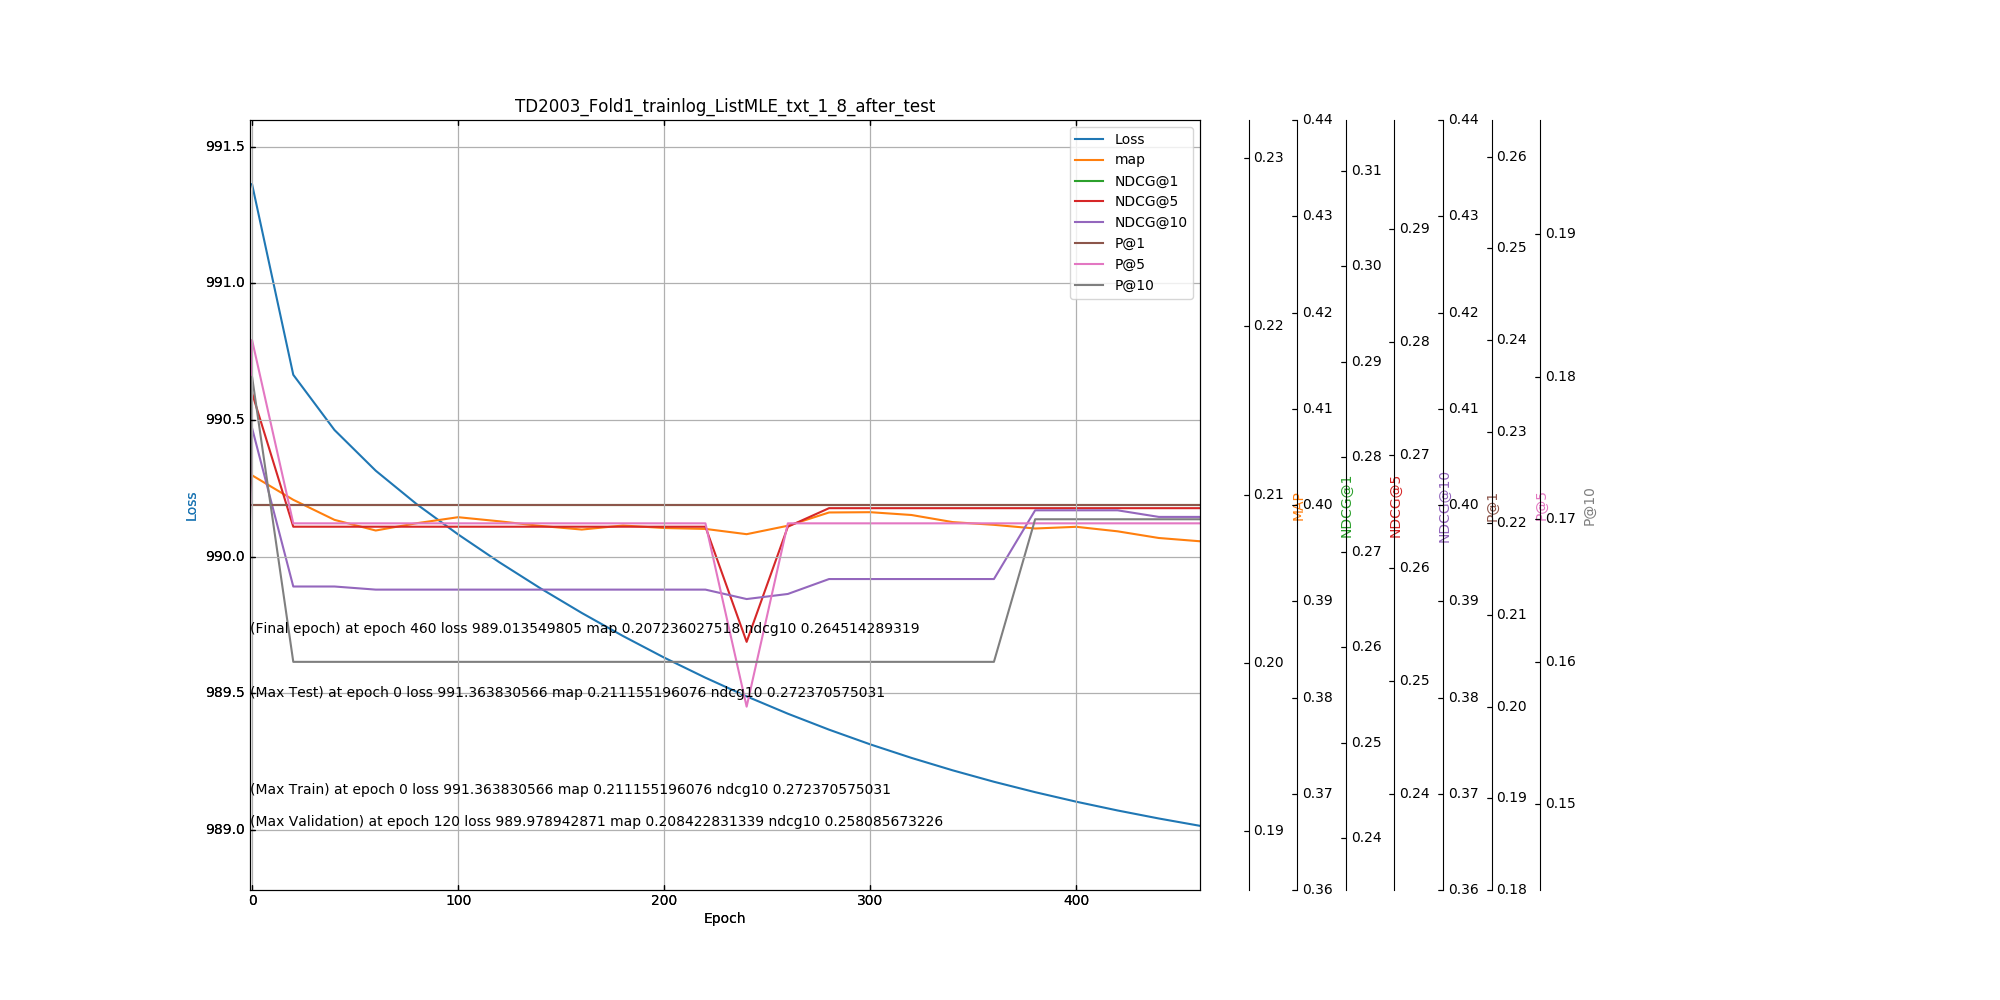 TD2003_Fold1_trainlog_ListMLE_txt_1_8_after_test
Loss
map
NDCG@1
NDCG@5
NDCG@10
P@1
P@5
P@10
991.5
991.0
990.5
990.0
989.5
989.0
Loss
(Final epoch) at epoch 460 loss 989.013549805 map 0.207236027518 ndcg10 0.264514289319
(Max Test) at epoch 0 loss 991.363830566 map 0.211155196076 ndcg10 0.272370575031
(Max Train) at epoch 0 loss 991.363830566 map 0.211155196076 ndcg10 0.272370575031
(Max Validation) at epoch 120 loss 989.978942871 map 0.208422831339 ndcg10 0.258085673226
0 100 200 300 400
Epoch
0.23
0.22
0.21
0.20
0.19
MAP
0.44
0.43
0.42
0.41
0.40
0.39
0.38
0.37
0.36
NDCG@1
0.31
0.30
0.29
0.28
0.27
0.26
0.25
0.24
NDCG@5
0.29
0.28
0.27
0.26
0.25
0.24
NDCG@10
0.44
0.43
0.42
0.41
0.40
0.39
0.38
0.37
0.36
P@1
0.26
0.25
0.24
0.23
0.22
0.21
0.20
0.19
0.18
P@5
0.19
0.18
0.17
0.16
0.15
P@10